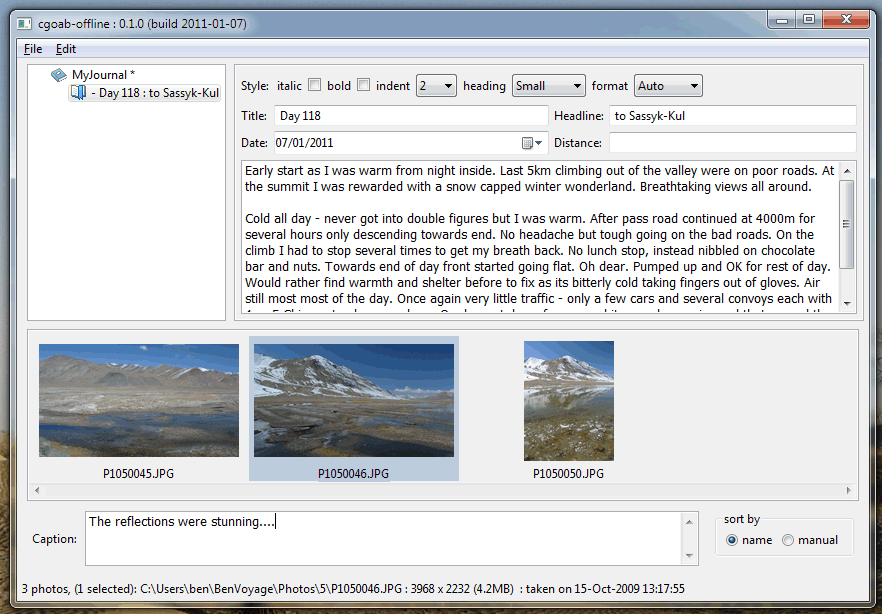 cgoab-offline : 0.1.0 (build 2011-01-07)
File Edit
MyJournal *
- Day 118 : to Sassyk-Kul
Style: italic bold indent 2 heading Small format Auto
Title: Day 118 Headline: to Sassyk-Kul
Date: 07/01/2011 Distance:
Early start as I was warm from night inside. Last 5km climbing out of the valley were on poor roads. At
the summit I was rewarded with a snow capped winter wonderland. Breathtaking views all around.
Cold all day - never got into double figures but I was warm. After pass road continued at 4000m for
several hours only descending towards end. No headache but tough going on the bad roads. On the
climb I had to stop several times to get my breath back. No lunch stop, instead nibbled on chocolate
bar and nuts. Towards end of day front started going flat. Oh dear. Pumped up and OK for rest of day.
Would rather find warmth and shelter before to fix as its bitterly cold taking fingers out of gloves. Air
still most most of the day. Once again very little traffic - only a few cars and several convoys each with
P1050045.JPG P1050046.JPG P1050050.JPG
Caption: The reflections were stunning....
sort by
name manual
3 photos, (1 selected): C:\Users\ben\BenVoyage\Photos\5\P1050046.JPG : 3968 x 2232 (4.2MB) : taken on 15-Oct-2009 13:17:55